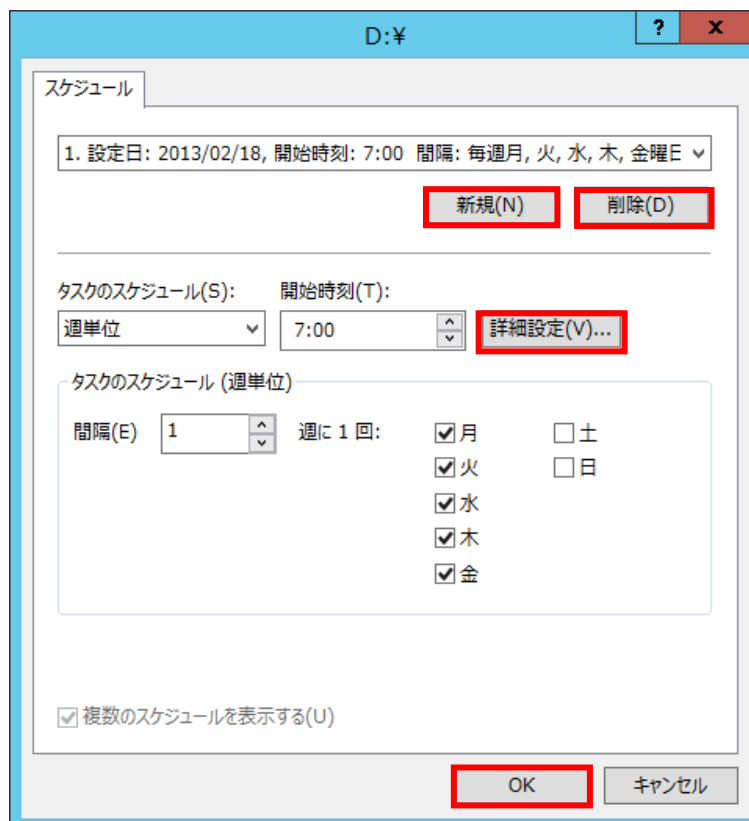 D:¥
? x
スケジュール
1. 設定日: 2013/02/18, 開始時刻: 7:00 間隔: 毎週月, 火, 水, 木, 金曜日
新規(N) 削除(D)
タスクのスケジュール(S): 開始時刻(T):
週単位 7:00 詳細設定(V)...
タスクのスケジュール (週単位)
間隔(E) 1 週に 1 回: 月 土
火 日
水
木
金
複数のスケジュールを表示する(U)
OK キャンセル